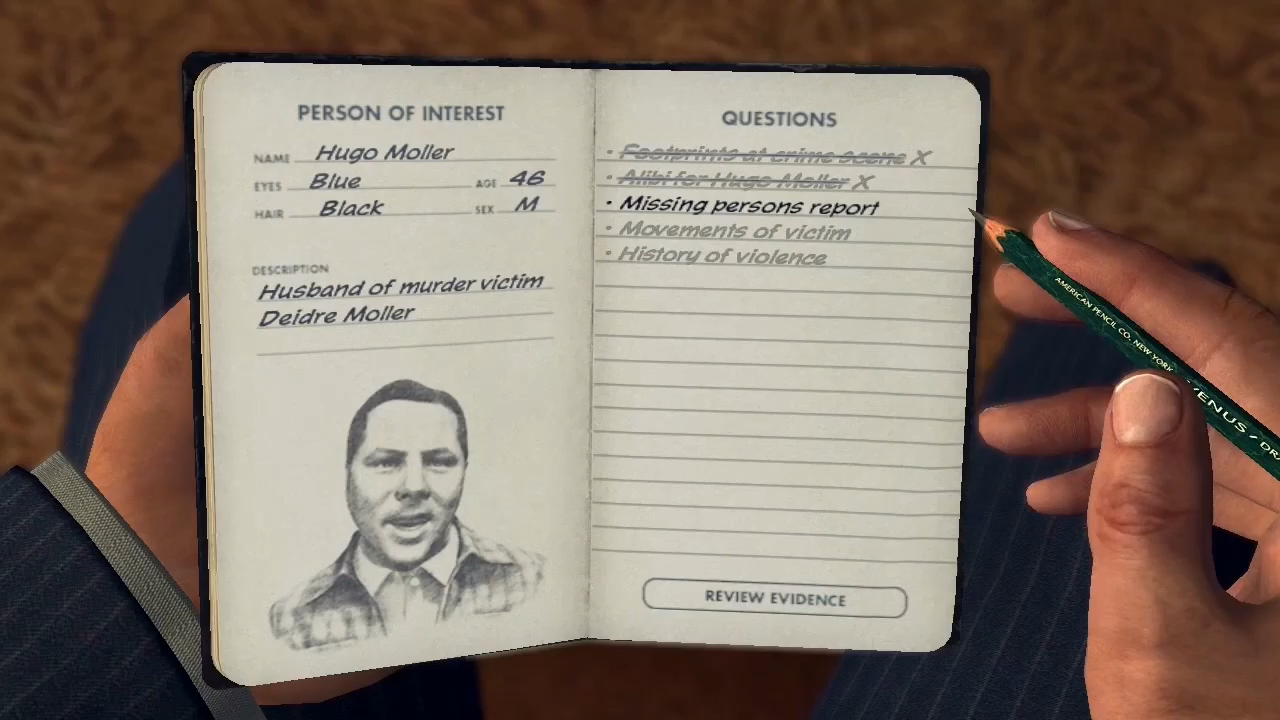 PERSON OF INTEREST
NAME Hugo Moller
EYES Blue AGE 46
HAIR Black SEX M
DESCRIPTION
Husband of murder victim
Deidre Moller
QUESTIONS
• Footprints at crime scene X
• Alibi for Hugo Moller X
• Missing persons report
• Movements of victim
• History of violence
REVIEW EVIDENCE
AMERICAN PENCIL CO. NEW YORK
VENUS / DRA